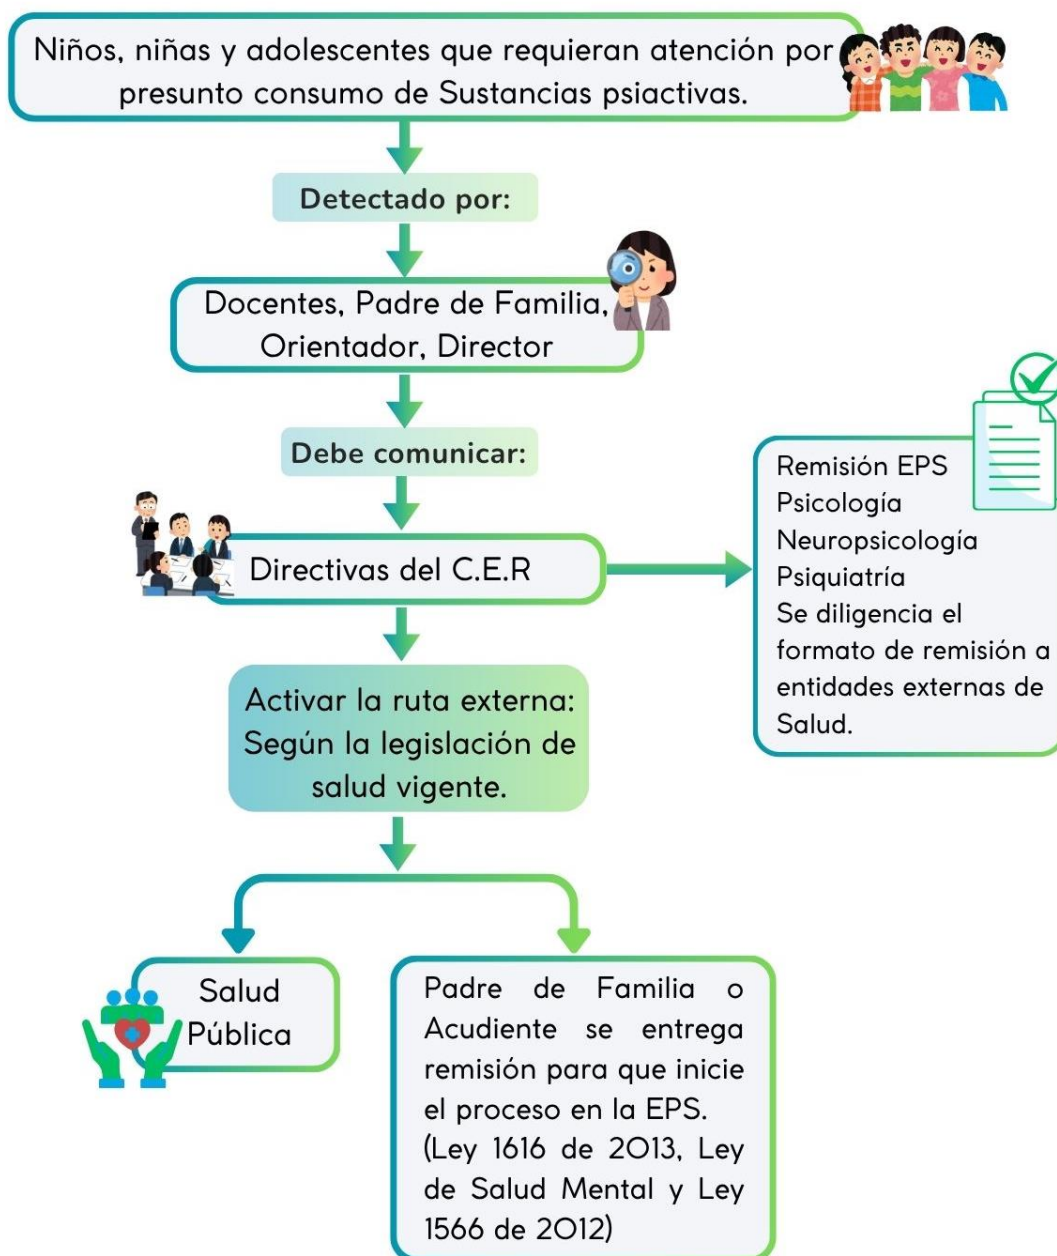 Niños, niñas y adolescentes que requieran atención por
presunto consumo de Sustancias psiactivas.
Detectado por:
Docentes, Padre de Familia,
Orientador, Director
Debe comunicar:
Directivas del C.E.R
Remisión EPS
Psicología
Neuropsicología
Psiquiatría
Se diligencia el
formato de remisión a
entidades externas de
Salud.
Activar la ruta externa:
Según la legislación de
salud vigente.
Salud
Pública
Padre de Familia o
Acudiente se entrega
remisión para que inicie
el proceso en la EPS.
(Ley 1616 de 2013, Ley
de Salud Mental y Ley
1566 de 2012)